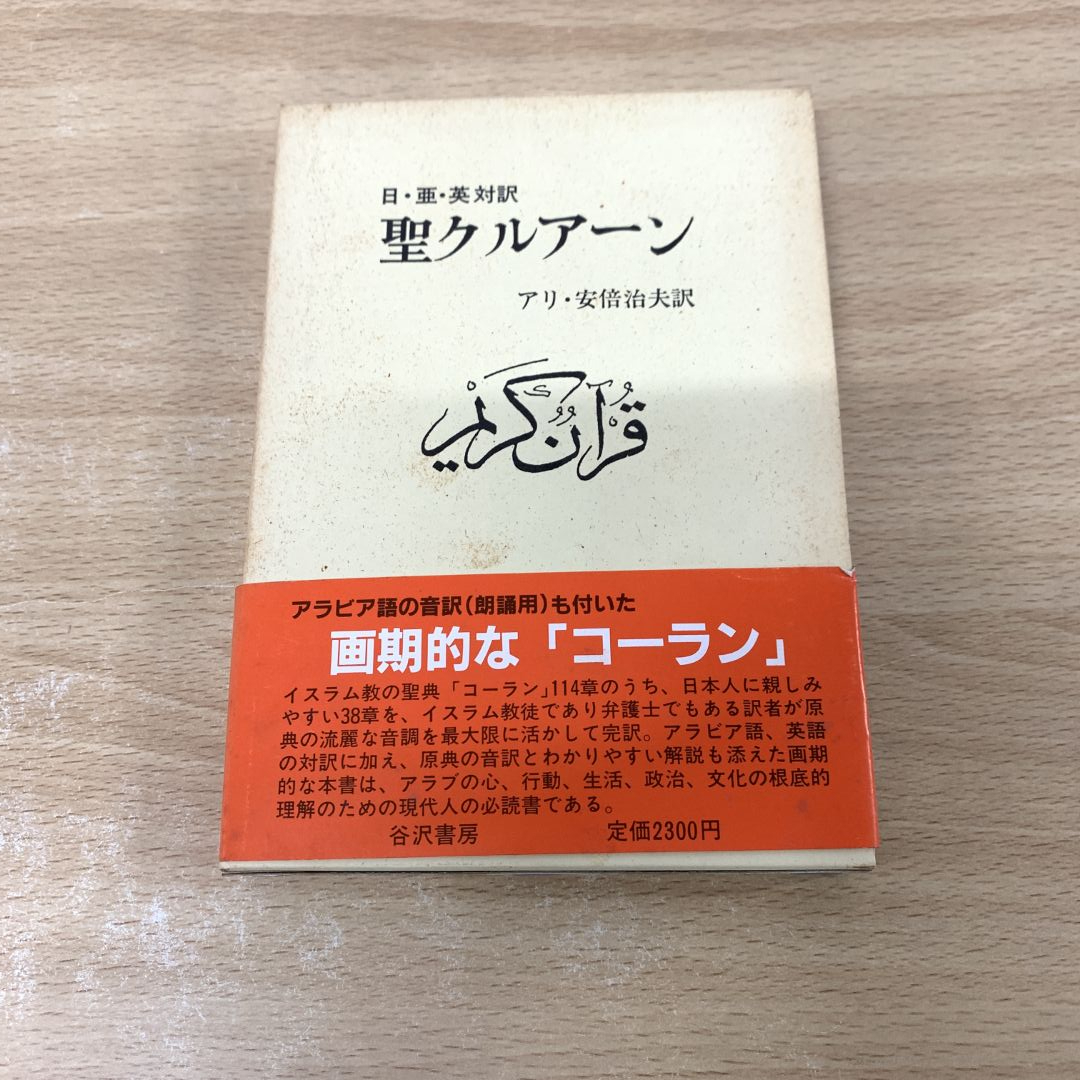 日・亜・英対訳
聖クルアーン
アリ・安倍治夫訳
قُرْآنٌ كَرِيْمٌ
アラビア語の音訳(朗誦用)も付いた
画期的な「コーラン」
イスラム教の聖典「コーラン」114章のうち、日本人に親しみ
やすい38章を、イスラム教徒であり弁護士でもある訳者が原
典の流麗な音調を最大限に活かして完訳。アラビア語、英語
の対訳に加え、原典の音訳とわかりやすい解説も添えた画期
的な本書は、アラブの心、行動、生活、政治、文化の根底的
理解のための現代人の必読書である。
谷沢書房 定価2300円